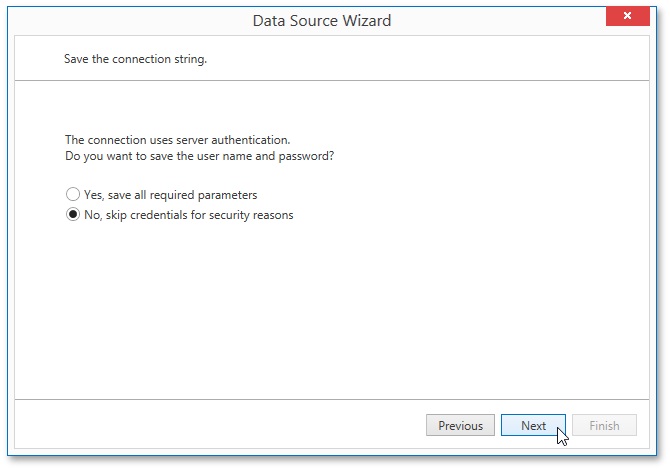 Data Source Wizard
Save the connection string.
The connection uses server authentication.
Do you want to save the user name and password?
Yes, save all required parameters
No, skip credentials for security reasons
Previous Next Finish